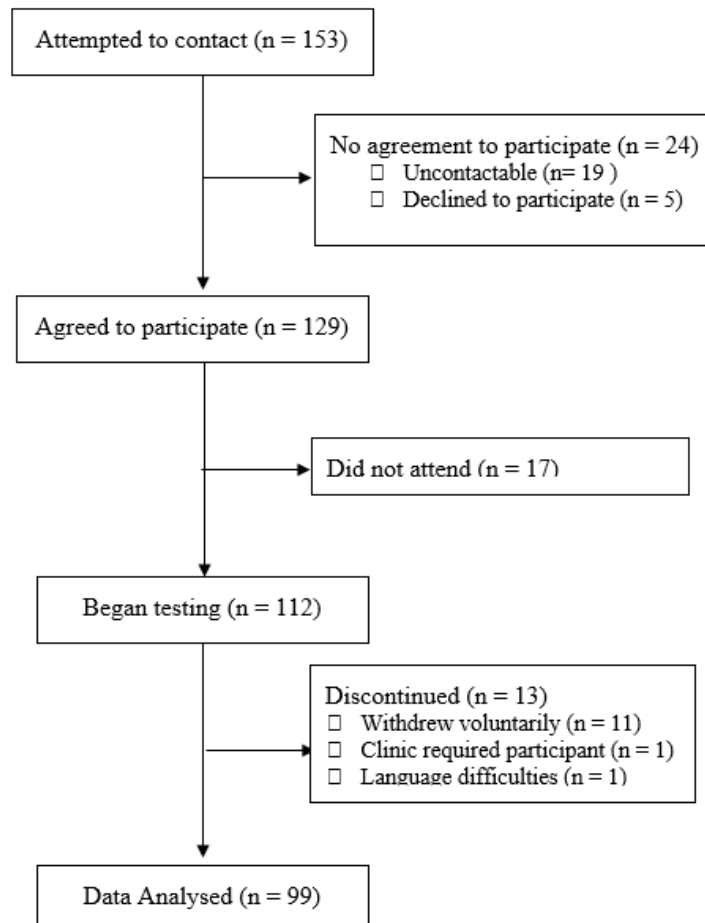 Attempted to contact (n = 153)
No agreement to participate (n = 24)
□ Uncontactable (n= 19 )
□ Declined to participate (n = 5)
Agreed to participate (n = 129)
Did not attend (n = 17)
Began testing (n = 112)
Discontinued (n = 13)
□ Withdrew voluntarily (n = 11)
□ Clinic required participant (n = 1)
□ Language difficulties (n = 1)
Data Analysed (n = 99)